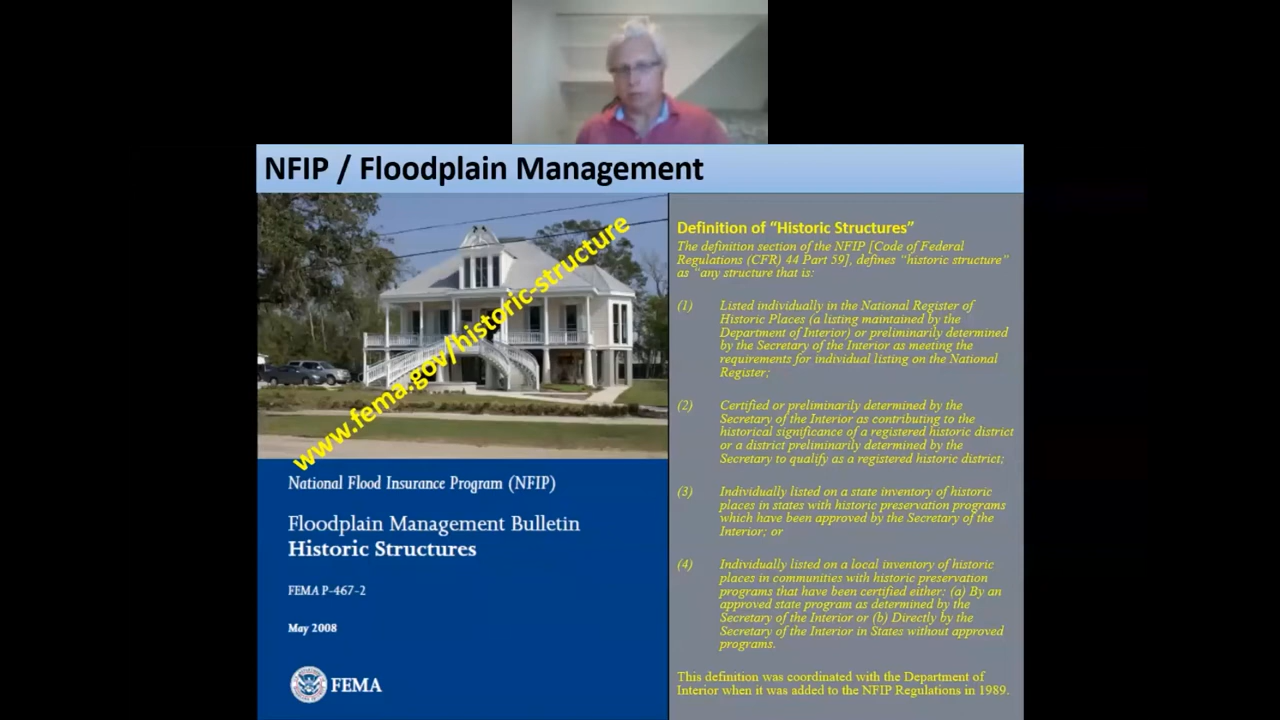 NFIP / Floodplain Management
www.fema.gov/historic-structure
National Flood Insurance Program (NFIP)
Floodplain Management Bulletin
Historic Structures
FEMA P-467-2
May 2008
FEMA
Definition of “Historic Structures”
The definition section of the NFIP [Code of Federal
Regulations (CFR) 44 Part 59], defines “historic structure”
as “any structure that is:
(1) Listed individually in the National Register of
Historic Places (a listing maintained by the
Department of Interior) or preliminarily determined
by the Secretary of the Interior as meeting the
requirements for individual listing on the National
Register;
(2) Certified or preliminarily determined by the
Secretary of the Interior as contributing to the
historical significance of a registered historic district
or a district preliminarily determined by the
Secretary to qualify as a registered historic district;
(3) Individually listed on a state inventory of historic
places in states with historic preservation programs
which have been approved by the Secretary of the
Interior; or
(4) Individually listed on a local inventory of historic
places in communities with historic preservation
programs that have been certified either: (a) By an
approved state program as determined by the
Secretary of the Interior or (b) Directly by the
Secretary of the Interior in States without approved
programs.
This definition was coordinated with the Department of
Interior when it was added to the NFIP Regulations in 1989.